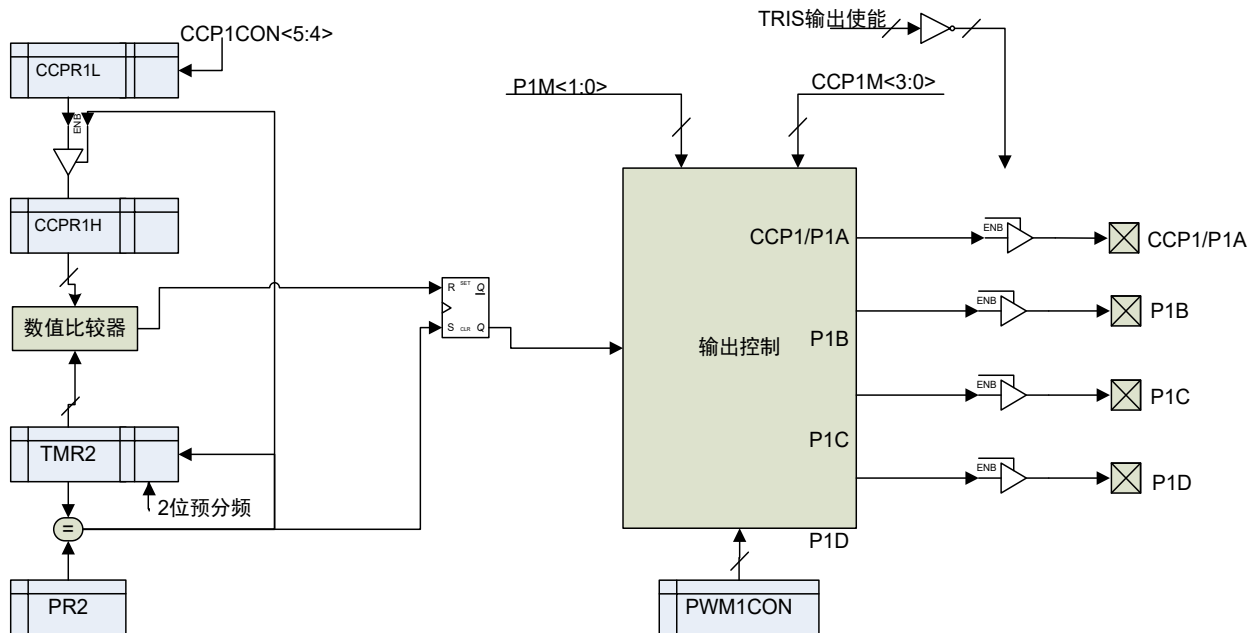 TRIS输出使能
CCP1CON<5:4>
CCPR1L
P1M<1:0>
CCP1M<3:0>
ENB
CCPR1H
CCP1/P1A
ENB
CCP1/P1A
R SET Q
数值比较器
S CLR Q
ENB
P1B
P1B
输出控制
ENB
P1C
P1C
TMR2
ENB
P1D
2位预分频
=
P1D
PR2
PWM1CON